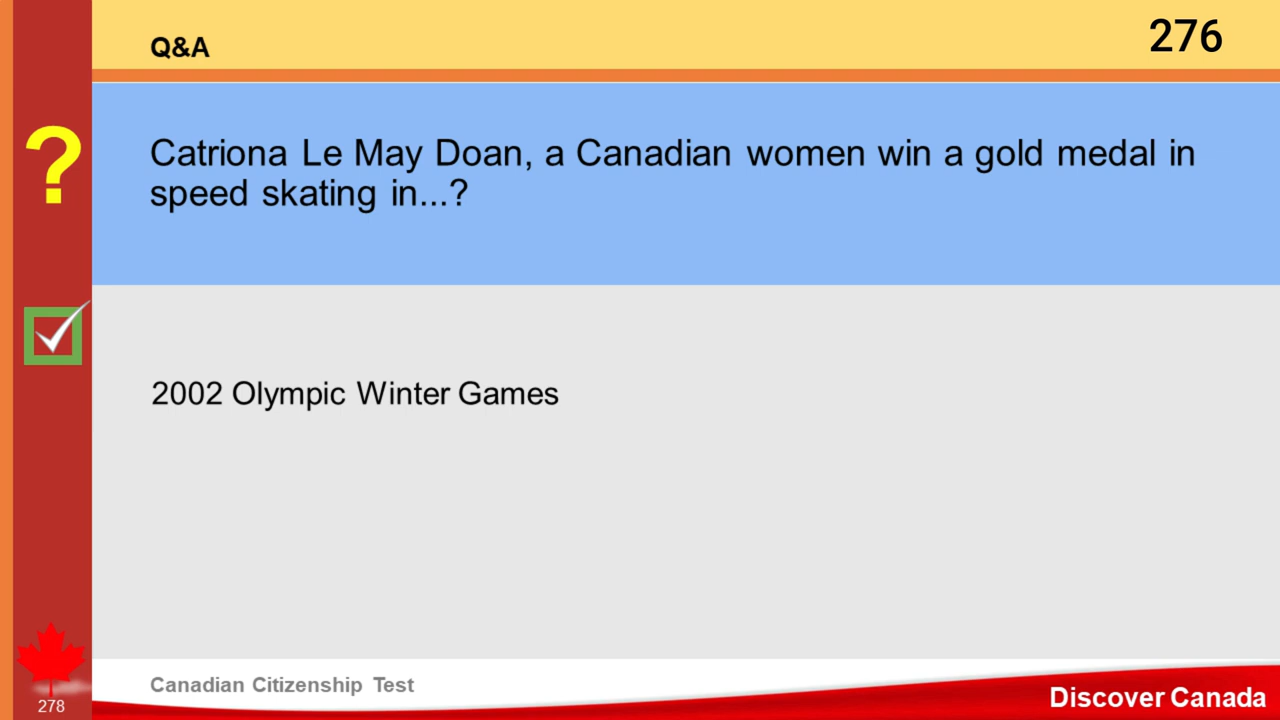 Q&A
276
?
Catriona Le May Doan, a Canadian women win a gold medal in
speed skating in...?
2002 Olympic Winter Games
Canadian Citizenship Test
278
Discover Canada